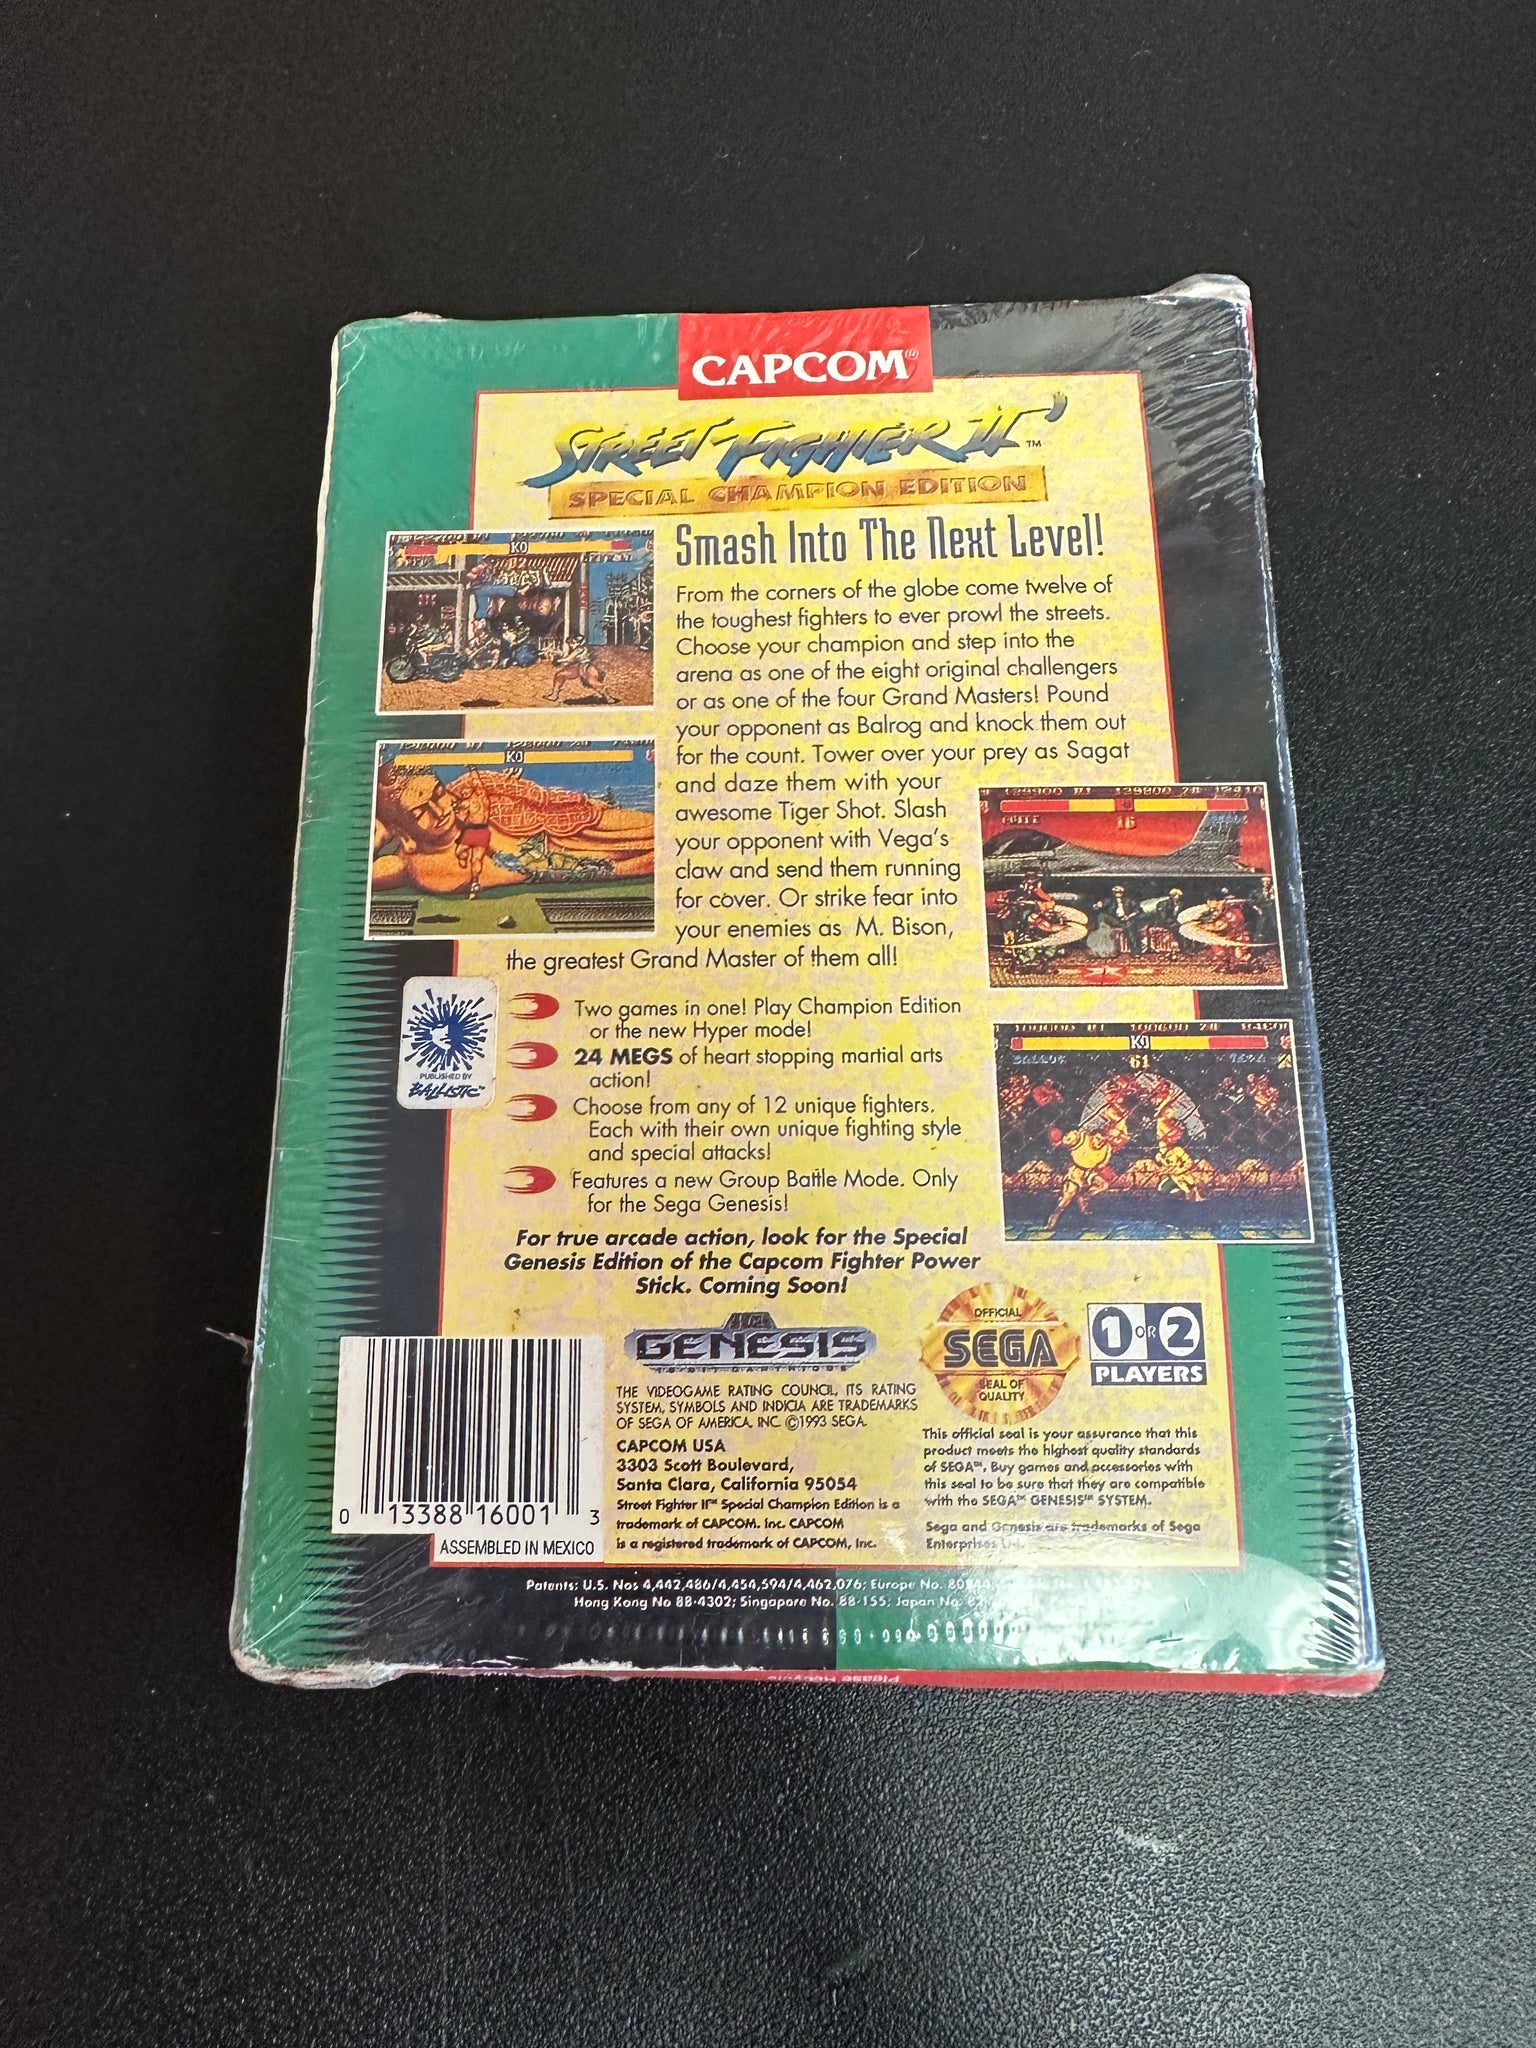 CAPCOM®
STREET FIGHTER II'™
SPECIAL CHAMPION EDITION
Smash Into The Next Level!
From the corners of the globe come twelve of
the toughest fighters to ever prowl the streets.
Choose your champion and step into the
arena as one of the eight original challengers
or as one of the four Grand Masters! Pound
your opponent as Balrog and knock them out
for the count. Tower over your prey as Sagat
and daze them with your
awesome Tiger Shot. Slash
your opponent with Vega's
claw and send them running
for cover. Or strike fear into
your enemies as M. Bison,
the greatest Grand Master of them all!
KO
KO
16
KO
61
Two games in one! Play Champion Edition
or the new Hyper mode!
24 MEGS of heart stopping martial arts
action!
Choose from any of 12 unique fighters.
Each with their own unique fighting style
and special attacks!
Features a new Group Battle Mode. Only
for the Sega Genesis!
PUBLISHED BY
BALLISTIC™
For true arcade action, look for the Special
Genesis Edition of the Capcom Fighter Power
Stick. Coming Soon!
GENESIS
OFFICIAL
SEGA
SEAL OF
QUALITY
1 OR 2
PLAYERS
THE VIDEOGAME RATING COUNCIL, ITS RATING
SYSTEM, SYMBOLS AND INDICIA ARE TRADEMARKS
OF SEGA OF AMERICA, INC. ©1993 SEGA.
CAPCOM USA
3303 Scott Boulevard,
Santa Clara, California 95054
Street Fighter II™ Special Champion Edition is a
trademark of CAPCOM. Inc. CAPCOM
is a registered trademark of CAPCOM, Inc.
This official seal is your assurance that this
product meets the highest quality standards
of SEGA™. Buy games and accessories with
this seal to be sure that they are compatible
with the SEGA™ GENESIS™ SYSTEM.
Sega and Genesis are trademarks of Sega
Enterprises
0 13388 16001 3
ASSEMBLED IN MEXICO
Patents: U.S. Nos 4,442,486/4,454,594/4,462,076; Europe No.
Hong Kong No 88-4302; Singapore No. 88-155; Japan No.